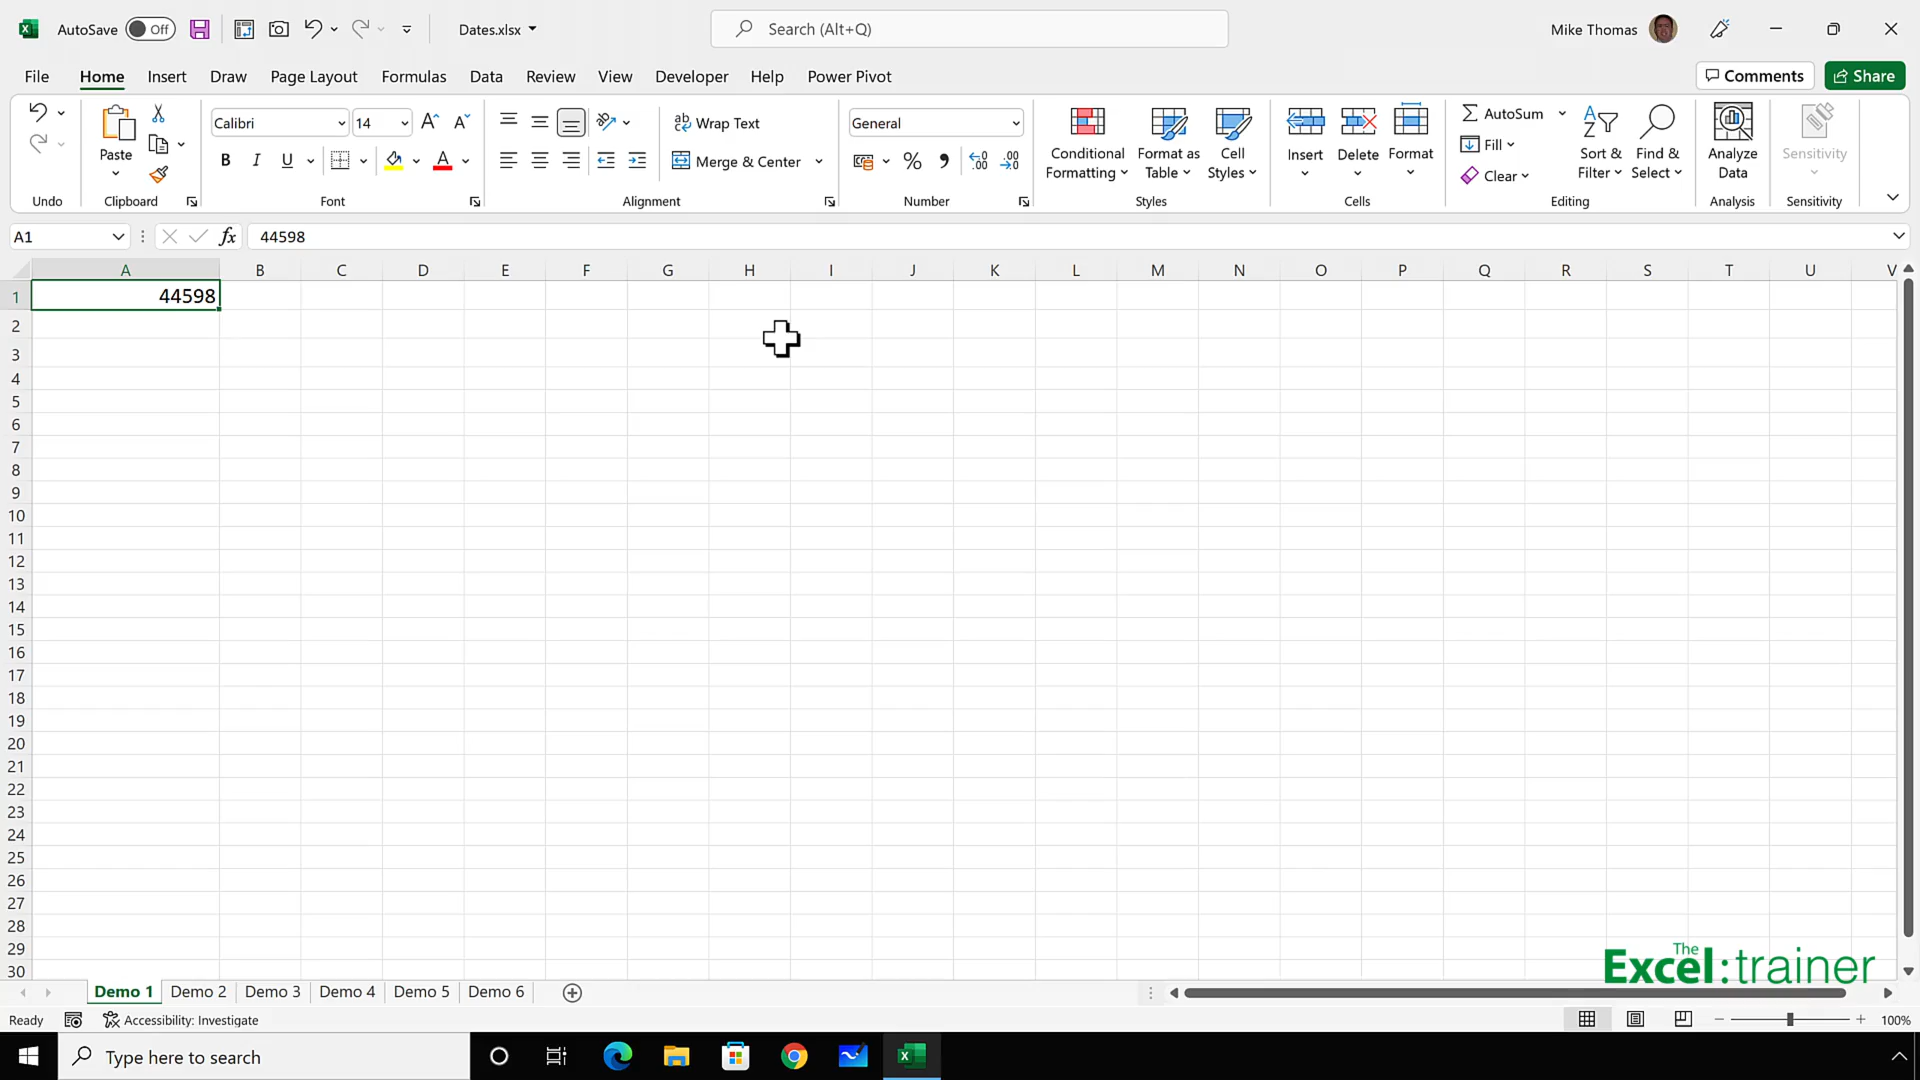 AutoSave Off Dates.xlsx Search (Alt+Q) Mike Thomas
File Home Insert Draw Page Layout Formulas Data Review View Developer Help Power Pivot Comments Share
Calibri 14 Wrap Text General AutoSum
Paste B I U Merge & Center % Conditional Formatting Format as Table Cell Styles Insert Delete Format Fill Sort & Filter Find & Select Analyze Data Sensitivity
Clear
Undo Clipboard Font Alignment Number Styles Cells Editing Analysis Sensitivity
A1 fx 44598
A B C D E F G H I J K L M N O P Q R S T U V
1 44598
2
3
4
5
6
7
8
9
10
11
12
13
14
15
16
17
18
19
20
21
22
23
24
25
26
27
28
29
30
The
Excel:trainer
Demo 1 Demo 2 Demo 3 Demo 4 Demo 5 Demo 6
Ready Accessibility: Investigate 100%
Type here to search